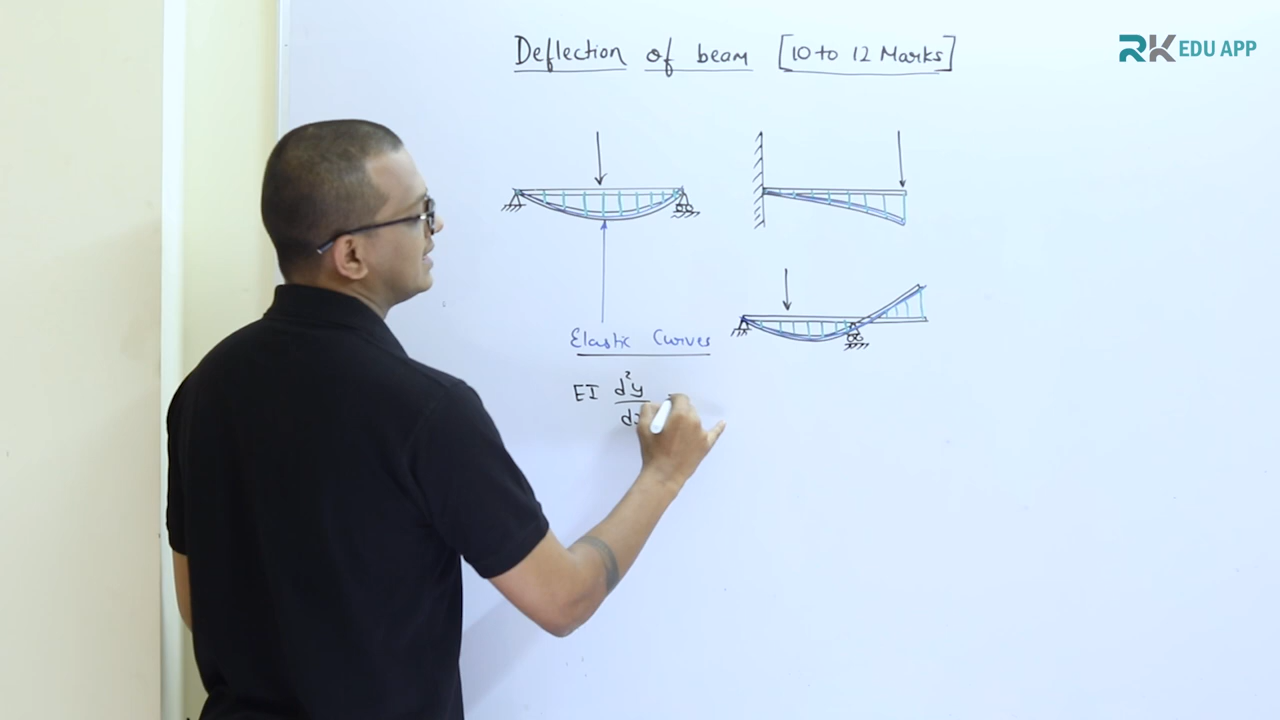 Deflection of beam [10 to 12 Marks]
RK EDU APP
Elastic Curves
EI d²y